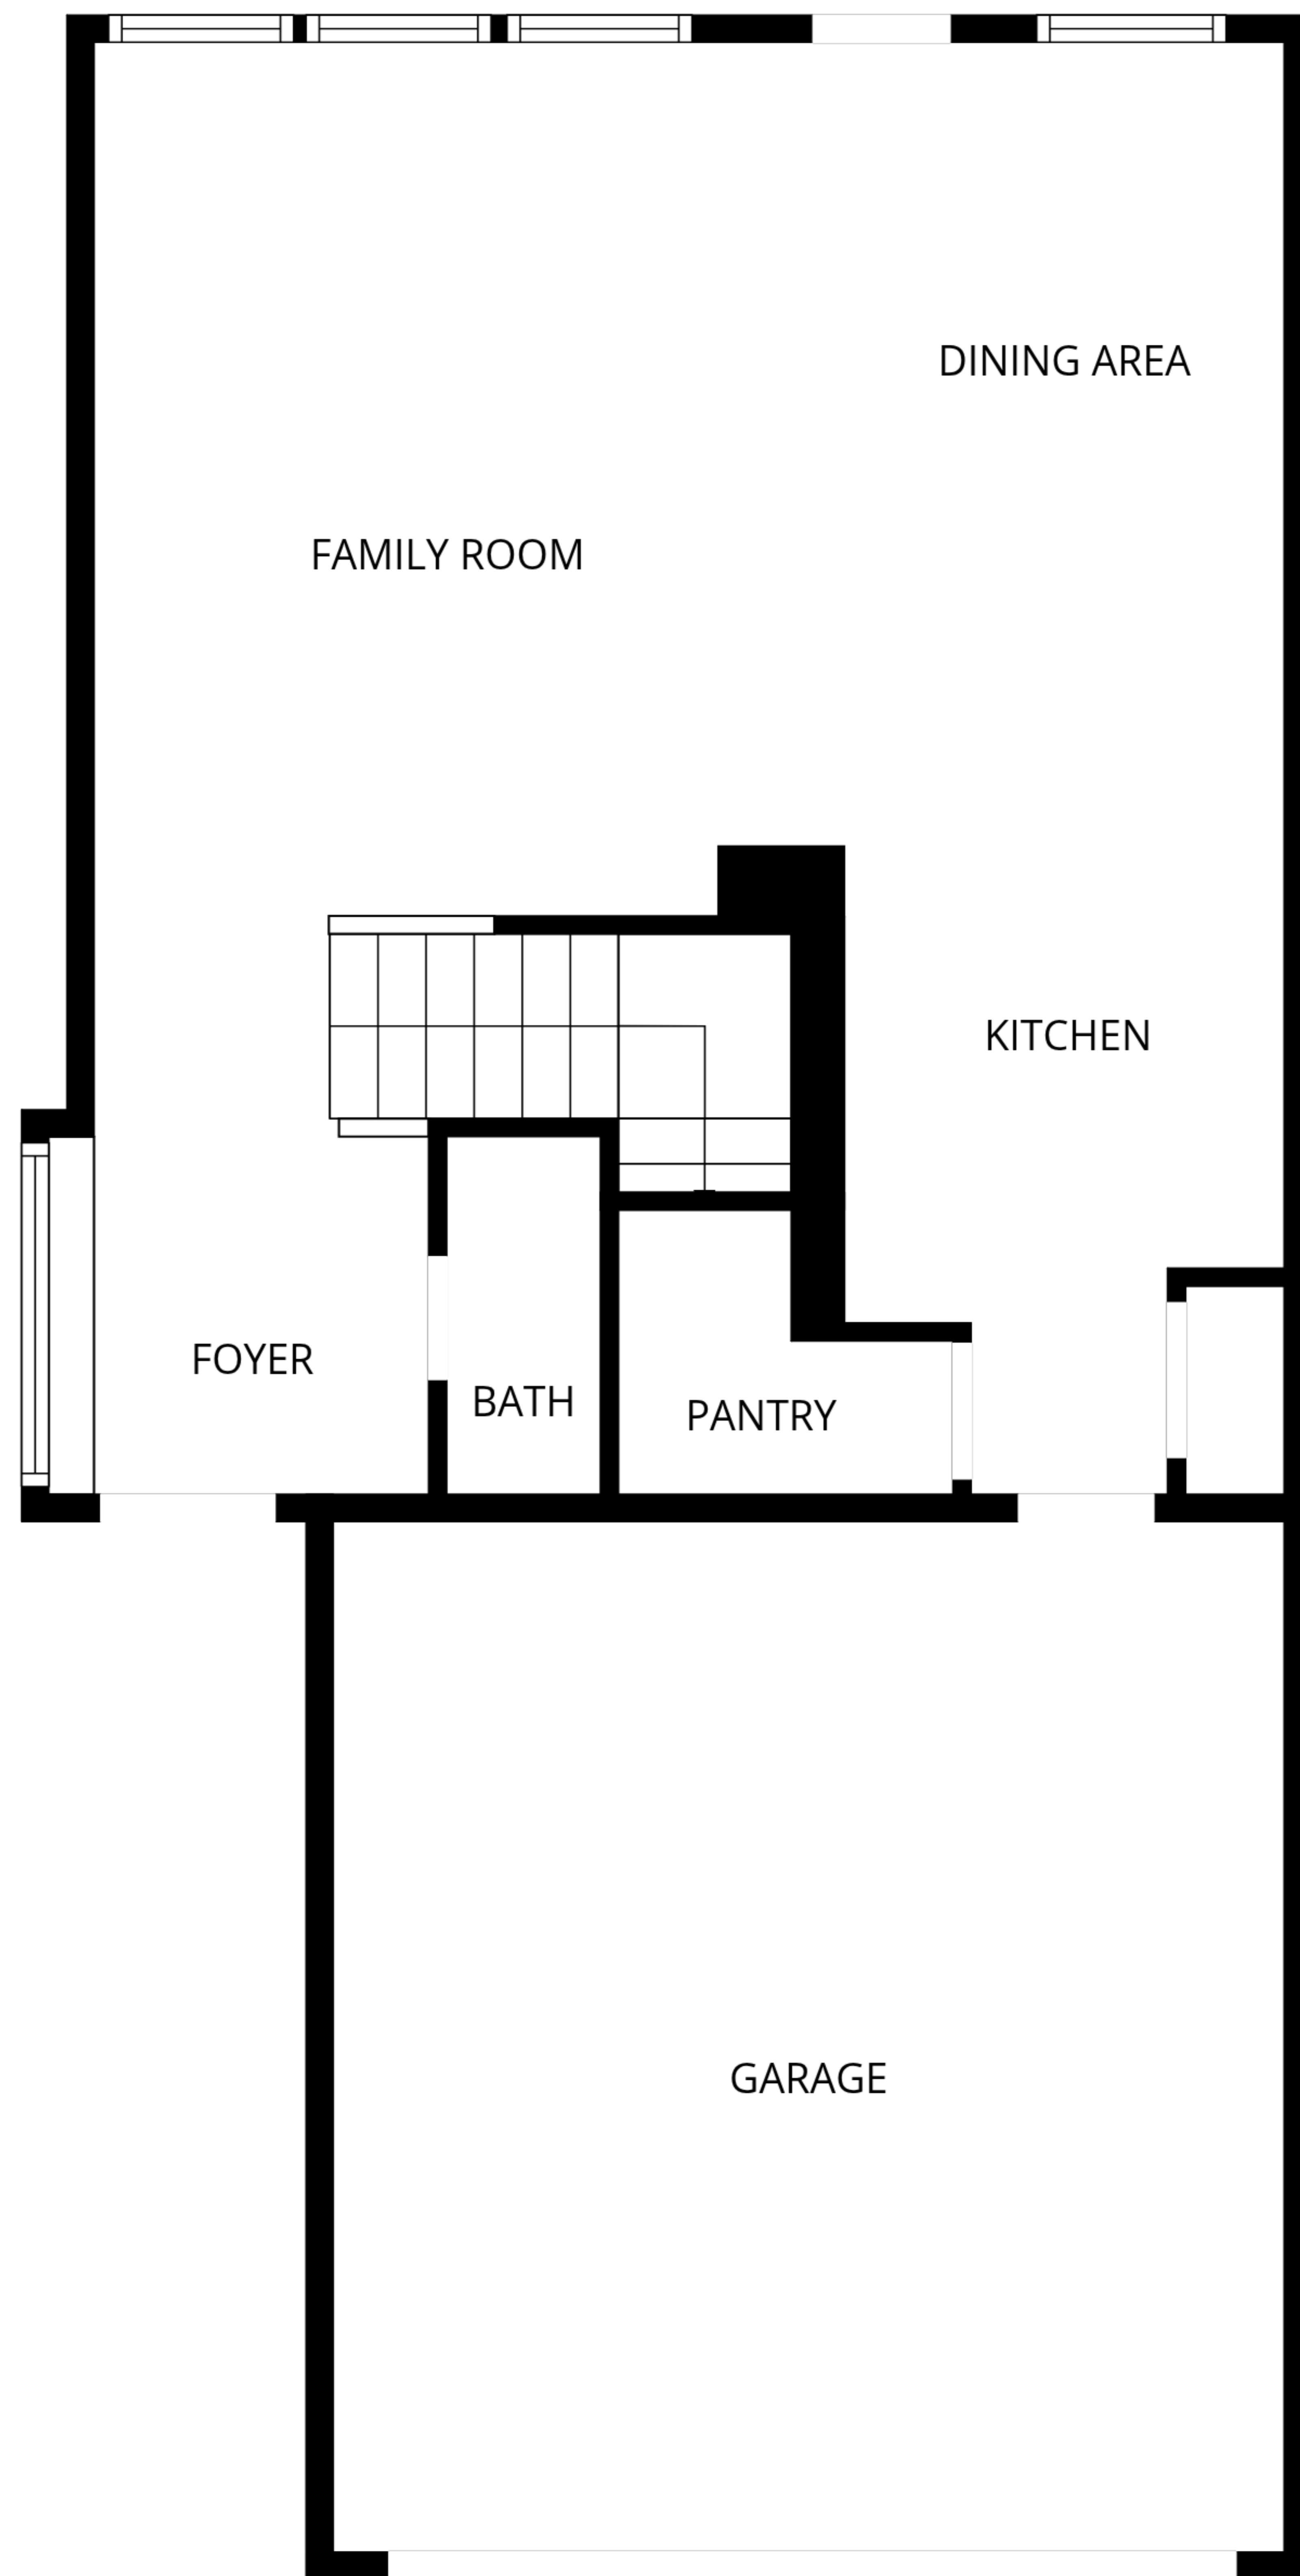 DINING AREA
FAMILY ROOM
KITCHEN
FOYER
BATH
PANTRY
GARAGE